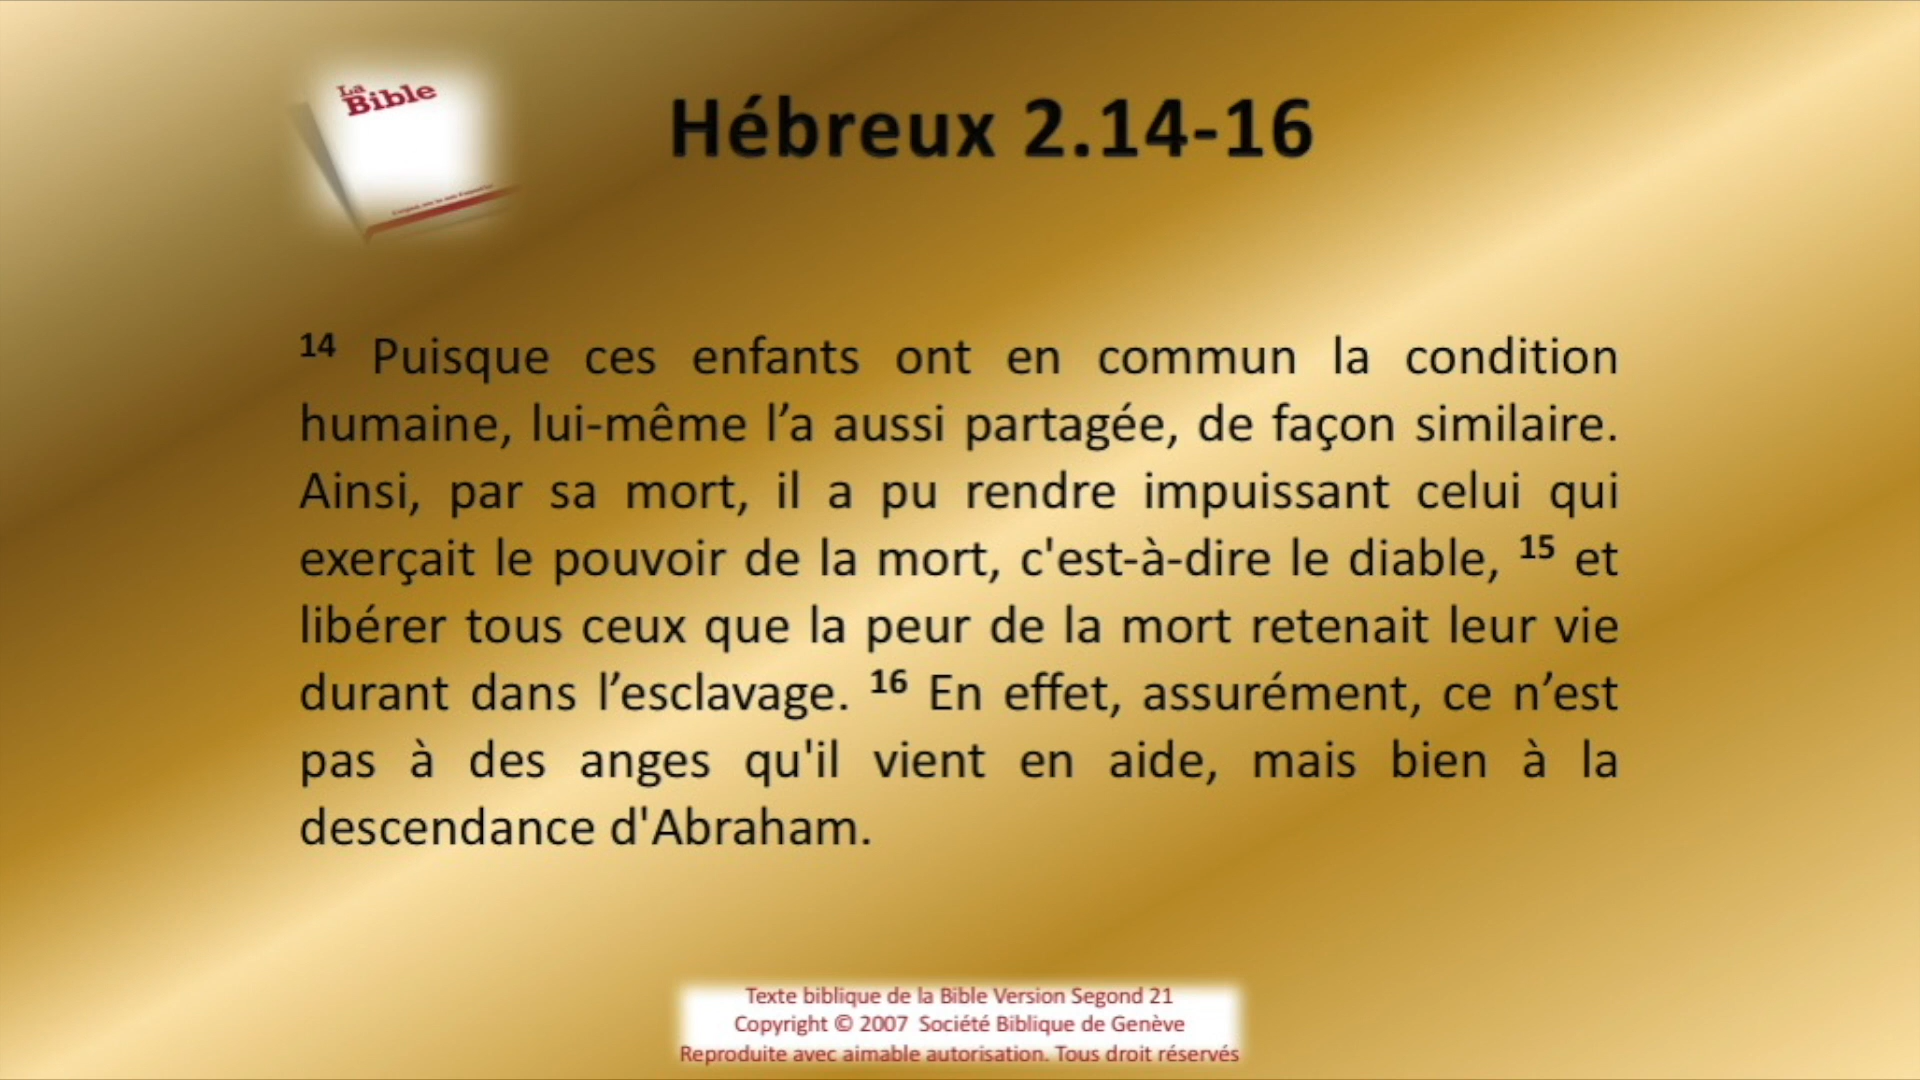 La
Bible
Hébreux 2.14-16
14 Puisque ces enfants ont en commun la condition
humaine, lui-même l’a aussi partagée, de façon similaire.
Ainsi, par sa mort, il a pu rendre impuissant celui qui
exerçait le pouvoir de la mort, c'est-à-dire le diable, 15 et
libérer tous ceux que la peur de la mort retenait leur vie
durant dans l’esclavage. 16 En effet, assurément, ce n’est
pas à des anges qu'il vient en aide, mais bien à la
descendance d'Abraham.
Texte biblique de la Bible Version Segond 21
Copyright © 2007 Société Biblique de Genève
Reproduite avec aimable autorisation. Tous droit réservés